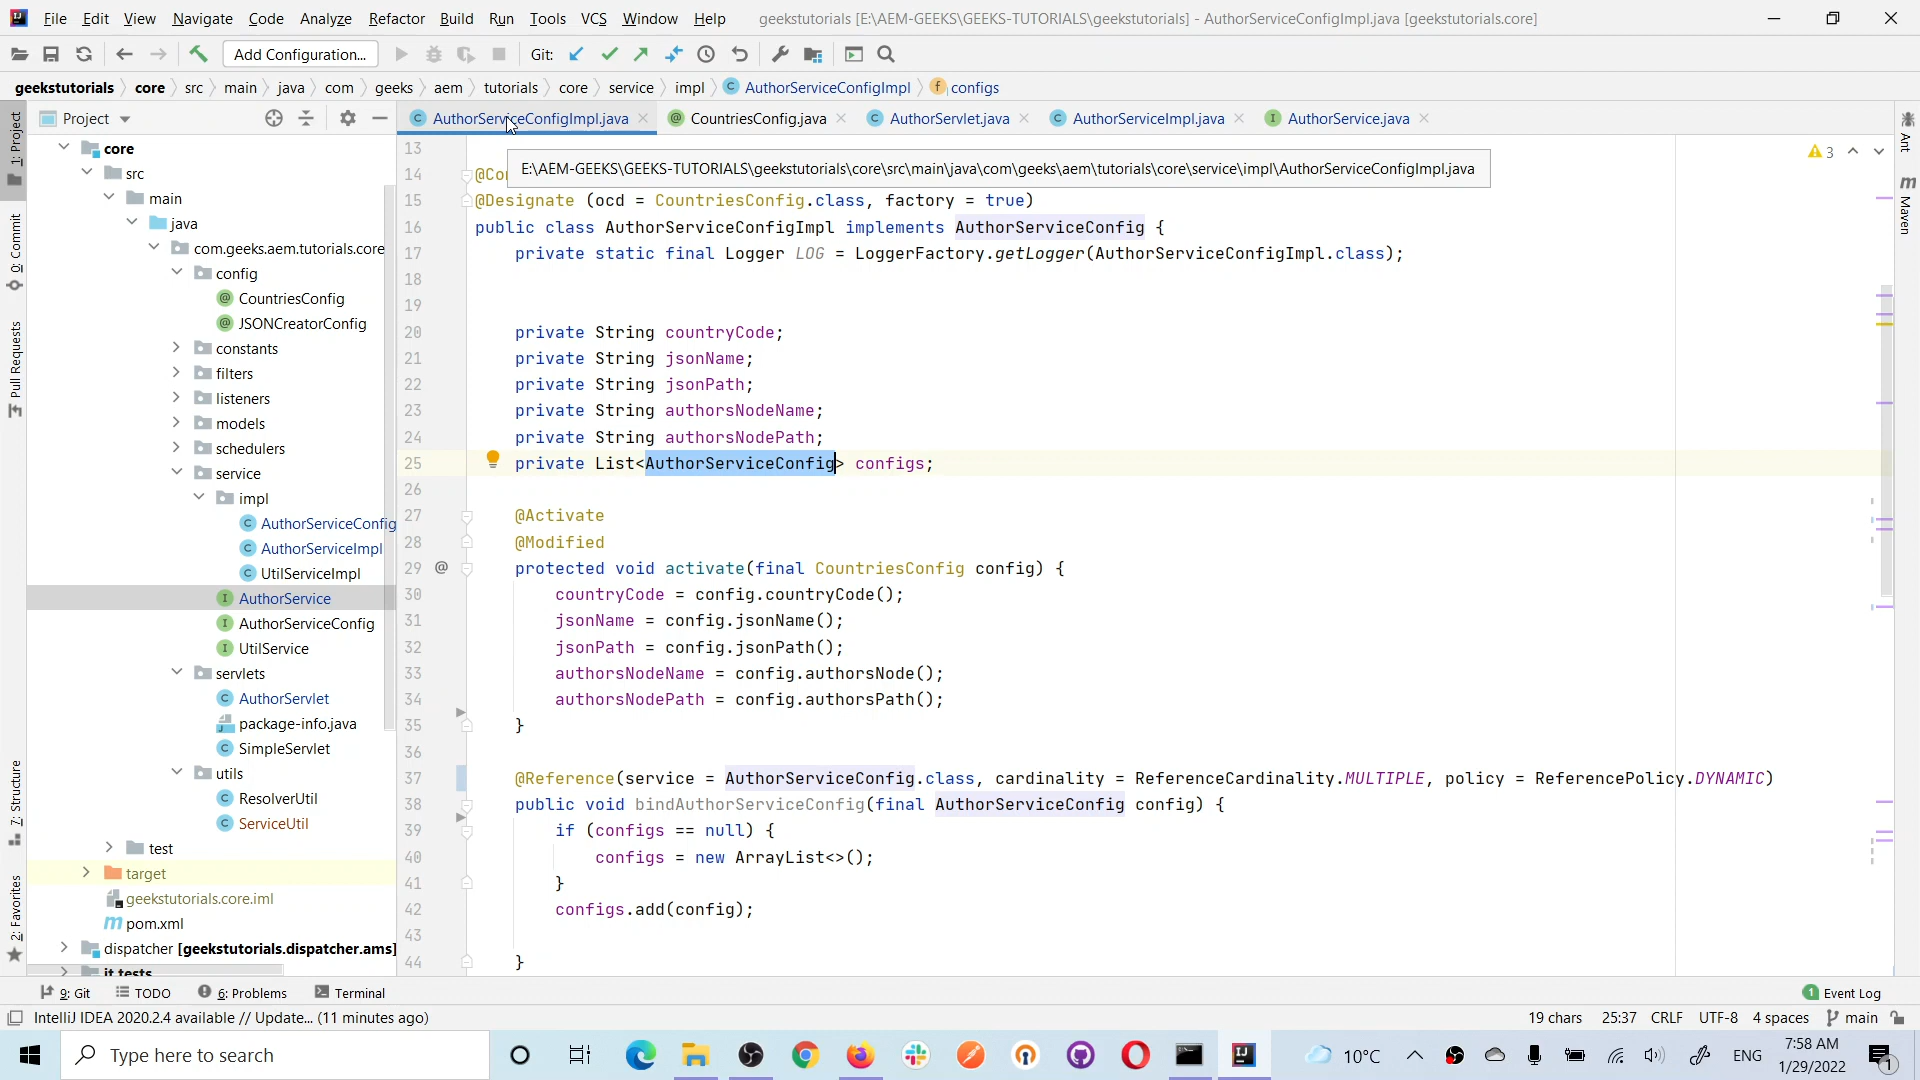 File Edit View Navigate Code Analyze Refactor Build Run Tools VCS Window Help geekstutorials [E:\AEM-GEEKS\GEEKS-TUTORIALS\geekstutorials] - AuthorServiceConfigImpl.java [geekstutorials.core]
Add Configuration... Git:
geekstutorials core src main java com geeks aem tutorials core service impl AuthorServiceConfigImpl configs
Project AuthorServiceConfigImpl.java CountriesConfig.java AuthorServlet.java AuthorServiceImpl.java AuthorService.java
E:\AEM-GEEKS\GEEKS-TUTORIALS\geekstutorials\core\src\main\java\com\geeks\aem\tutorials\core\service\impl\AuthorServiceConfigImpl.java
1: Project
0: Commit
Pull Requests
7: Structure
2: Favorites
core
src
main
java
com.geeks.aem.tutorials.core
config
CountriesConfig
JSONCreatorConfig
constants
filters
listeners
models
schedulers
service
impl
AuthorServiceConfig
AuthorServiceImpl
UtilServiceImpl
AuthorService
AuthorServiceConfig
UtilService
servlets
AuthorServlet
package-info.java
SimpleServlet
utils
ResolverUtil
ServiceUtil
test
target
geekstutorials.core.iml
pom.xml
dispatcher [geekstutorials.dispatcher.ams]
it.tests
13
14 @Co
15 @Designate (ocd = CountriesConfig.class, factory = true)
16 public class AuthorServiceConfigImpl implements AuthorServiceConfig {
17 private static final Logger LOG = LoggerFactory.getLogger(AuthorServiceConfigImpl.class);
18
19
20 private String countryCode;
21 private String jsonName;
22 private String jsonPath;
23 private String authorsNodeName;
24 private String authorsNodePath;
25 private List<AuthorServiceConfig> configs;
26
27 @Activate
28 @Modified
29 @ protected void activate(final CountriesConfig config) {
30 countryCode = config.countryCode();
31 jsonName = config.jsonName();
32 jsonPath = config.jsonPath();
33 authorsNodeName = config.authorsNode();
34 authorsNodePath = config.authorsPath();
35 }
36
37 @Reference(service = AuthorServiceConfig.class, cardinality = ReferenceCardinality.MULTIPLE, policy = ReferencePolicy.DYNAMIC)
38 public void bindAuthorServiceConfig(final AuthorServiceConfig config) {
39 if (configs == null) {
40 configs = new ArrayList<>();
41 }
42 configs.add(config);
43
44 }
3
Ant
Maven
9: Git TODO 6: Problems Terminal 1 Event Log
IntelliJ IDEA 2020.2.4 available // Update... (11 minutes ago) 19 chars 25:37 CRLF UTF-8 4 spaces main
Type here to search 10°C ENG 7:58 AM
1/29/2022 1